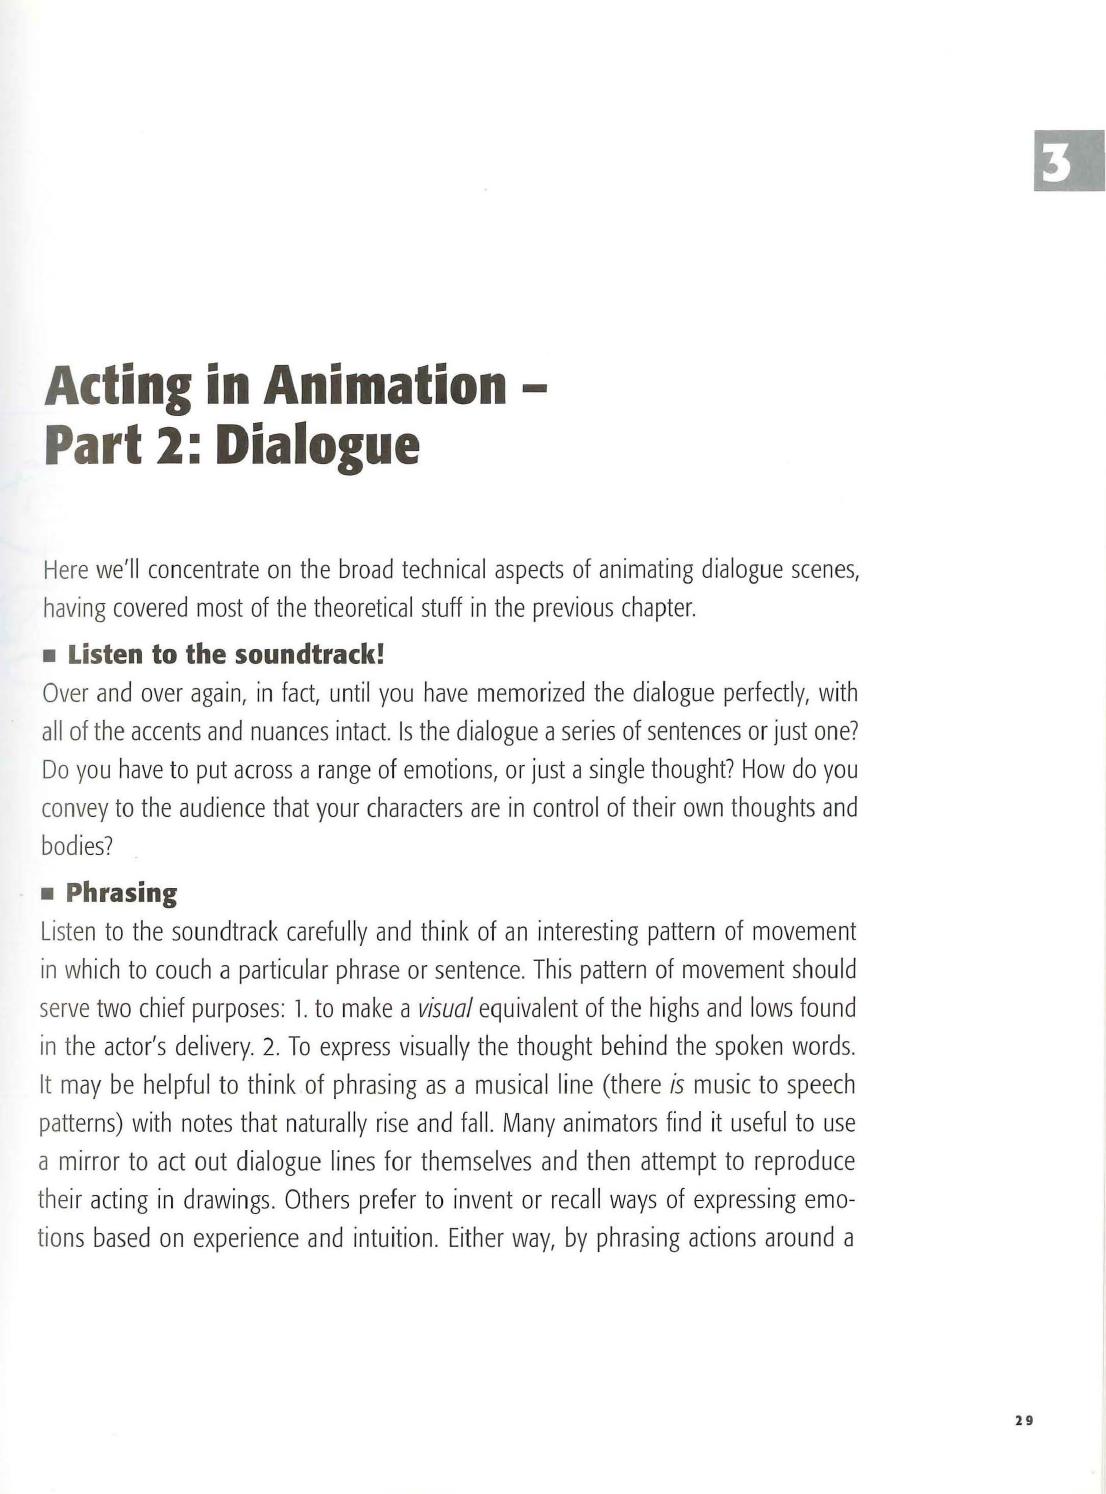 3
Acting in Animation –
Part 2: Dialogue
Here we'll concentrate on the broad technical aspects of animating dialogue scenes,
having covered most of the theoretical stuff in the previous chapter.
■ Listen to the soundtrack!
Over and over again, in fact, until you have memorized the dialogue perfectly, with
all of the accents and nuances intact. Is the dialogue a series of sentences or just one?
Do you have to put across a range of emotions, or just a single thought? How do you
convey to the audience that your characters are in control of their own thoughts and
bodies?
■ Phrasing
Listen to the soundtrack carefully and think of an interesting pattern of movement
in which to couch a particular phrase or sentence. This pattern of movement should
serve two chief purposes: 1. to make a visual equivalent of the highs and lows found
in the actor's delivery. 2. To express visually the thought behind the spoken words.
It may be helpful to think of phrasing as a musical line (there is music to speech
patterns) with notes that naturally rise and fall. Many animators find it useful to use
a mirror to act out dialogue lines for themselves and then attempt to reproduce
their acting in drawings. Others prefer to invent or recall ways of expressing emo-
tions based on experience and intuition. Either way, by phrasing actions around a
29